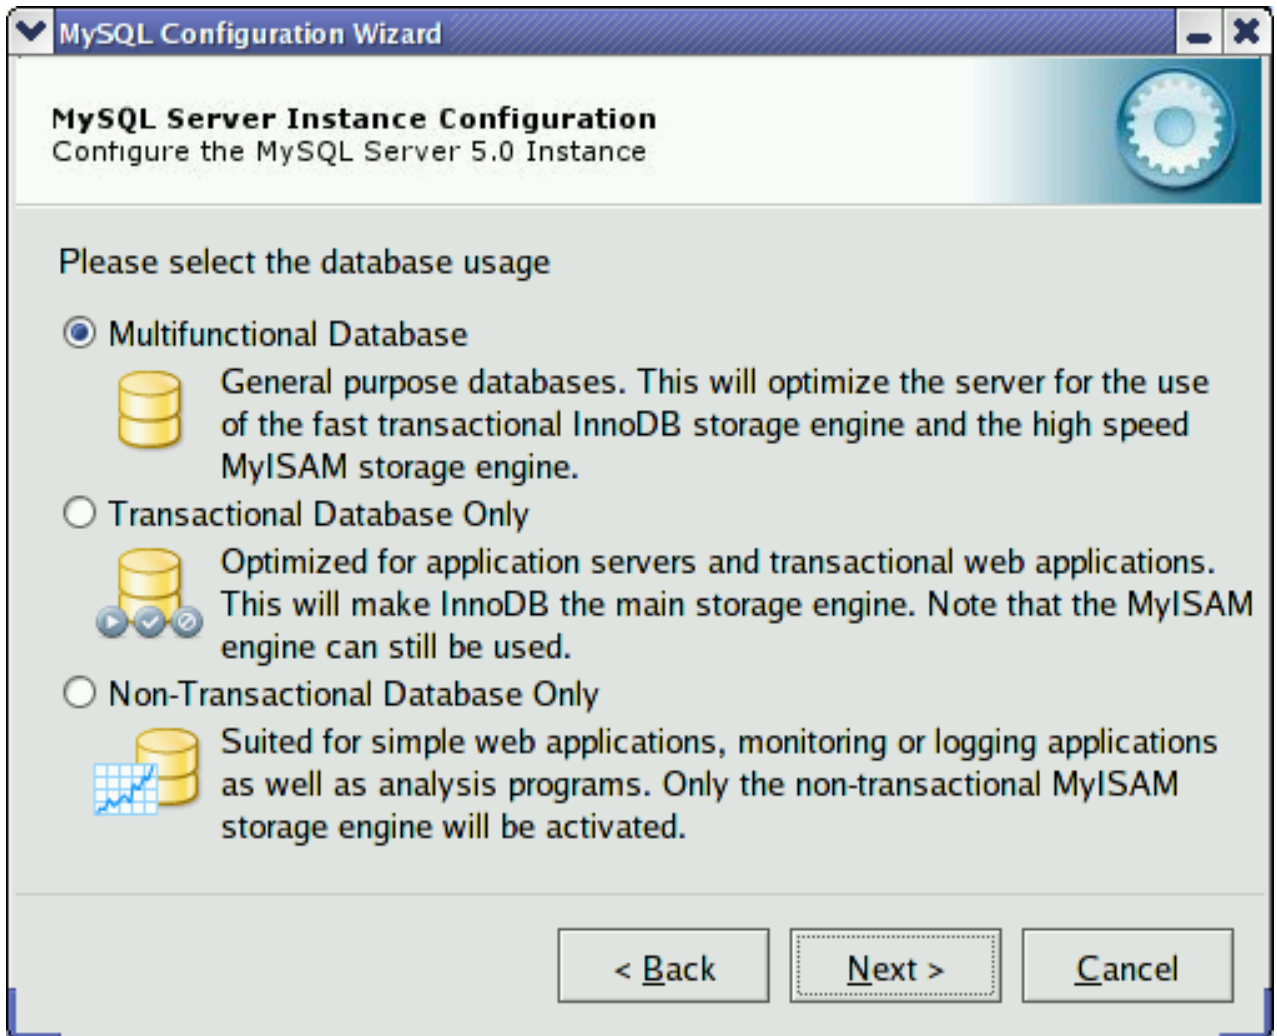 MySQL Configuration Wizard
MySQL Server Instance Configuration
Configure the MySQL Server 5.0 Instance
Please select the database usage
Multifunctional Database
General purpose databases. This will optimize the server for the use
of the fast transactional InnoDB storage engine and the high speed
MyISAM storage engine.
Transactional Database Only
Optimized for application servers and transactional web applications.
This will make InnoDB the main storage engine. Note that the MyISAM
engine can still be used.
Non-Transactional Database Only
Suited for simple web applications, monitoring or logging applications
as well as analysis programs. Only the non-transactional MyISAM
storage engine will be activated.
< Back Next > Cancel